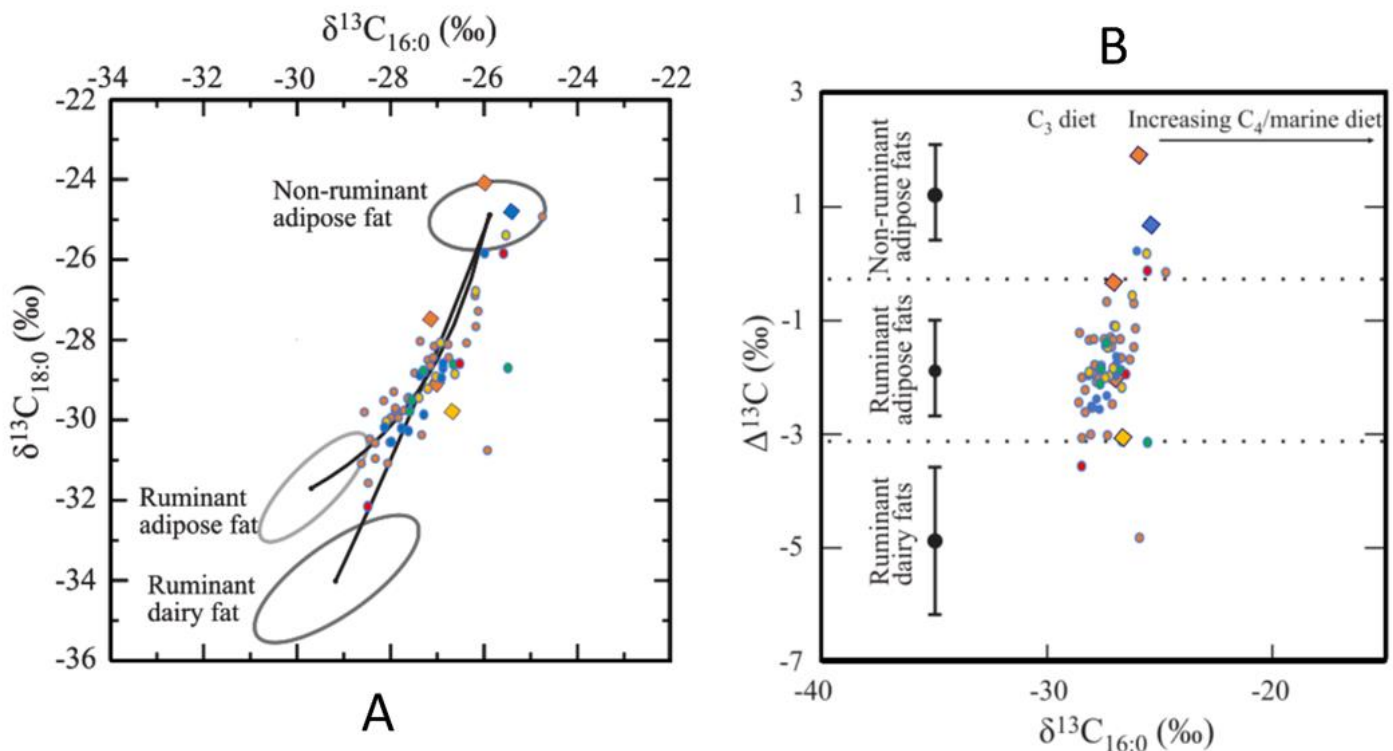 δ¹³C₁₆:₀ (‰)
-34 -32 -30 -28 -26 -24 -22
-22
-24
-26
-28
-30
-32
-34
-36
δ¹³C₁₈:₀ (‰)
Non-ruminant
adipose fat
Ruminant
adipose fat
Ruminant
dairy fat
A
B
3
1
-1
-3
-5
-7
Δ¹³C (‰)
C₃ diet
Increasing C₄/marine diet
Non-ruminant
adipose fats
Ruminant
adipose fats
Ruminant
dairy fats
-40 -30 -20
δ¹³C₁₆:₀ (‰)